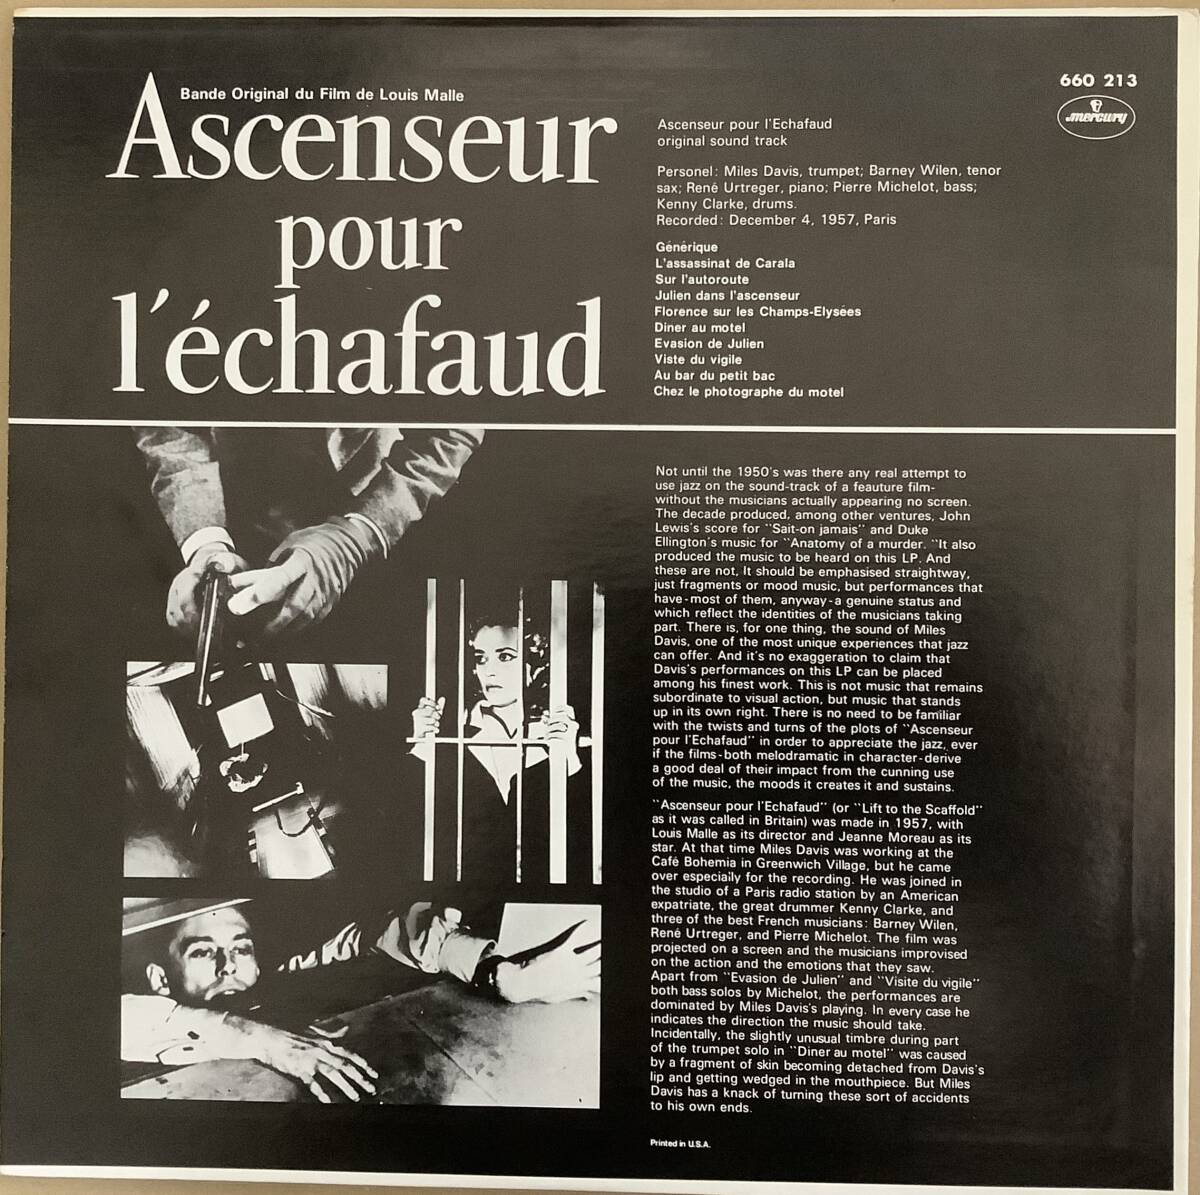 Bande Original du Film de Louis Malle
Ascenseur
pour
l'échafaud
660 213
mercury
Ascenseur pour l'Echafaud
original sound track
Personel: Miles Davis, trumpet; Barney Wilen, tenor
sax; René Urtreger, piano; Pierre Michelot, bass;
Kenny Clarke, drums.
Recorded: December 4, 1957, Paris
Générique
L'assassinat de Carala
Sur l'autoroute
Julien dans l'ascenseur
Florence sur les Champs-Elysées
Diner au motel
Evasion de Julien
Viste du vigile
Au bar du petit bac
Chez le photographe du motel
Not until the 1950's was there any real attempt to
use jazz on the sound-track of a feauture film-
without the musicians actually appearing no screen.
The decade produced, among other ventures, John
Lewis's score for "Sait-on jamais" and Duke
Ellington's music for "Anatomy of a murder. "It also
produced the music to be heard on this LP. And
these are not, It should be emphasised straightway,
just fragments or mood music, but performances that
have-most of them, anyway-a genuine status and
which reflect the identities of the musicians taking
part. There is, for one thing, the sound of Miles
Davis, one of the most unique experiences that jazz
can offer. And it's no exaggeration to claim that
Davis's performances on this LP can be placed
among his finest work. This is not music that remains
subordinate to visual action, but music that stands
up in its own right. There is no need to be familiar
with the twists and turns of the plots of "Ascenseur
pour l'Echafaud" in order to appreciate the jazz, ever
if the films-both melodramatic in character-derive
a good deal of their impact from the cunning use
of the music, the moods it creates it and sustains.
"Ascenseur pour l'Echafaud" (or "Lift to the Scaffold"
as it was called in Britain) was made in 1957, with
Louis Malle as its director and Jeanne Moreau as its
star. At that time Miles Davis was working at the
Café Bohemia in Greenwich Village, but he came
over especially for the recording. He was joined in
the studio of a Paris radio station by an American
expatriate, the great drummer Kenny Clarke, and
three of the best French musicians: Barney Wilen,
René Urtreger, and Pierre Michelot. The film was
projected on a screen and the musicians improvised
on the action and the emotions that they saw.
Apart from "Evasion de Julien" and "Visite du vigile"
both bass solos by Michelot, the performances are
dominated by Miles Davis's playing. In every case he
indicates the direction the music should take.
Incidentally, the slightly unusual timbre during part
of the trumpet solo in "Diner au motel" was caused
by a fragment of skin becoming detached from Davis's
lip and getting wedged in the mouthpiece. But Miles
Davis has a knack of turning these sort of accidents
to his own ends.
Printed in U.S.A.